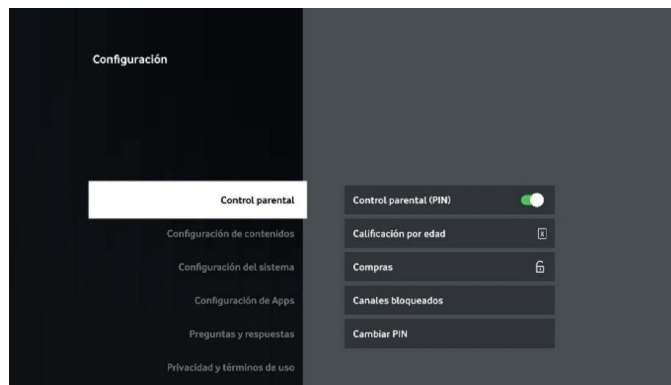 Configuración
Control parental
Configuración de contenidos
Configuración del sistema
Configuración de Apps
Preguntas y respuestas
Privacidad y términos de uso
Control parental (PIN)
Calificación por edad
X
Compras
Canales bloqueados
Cambiar PIN